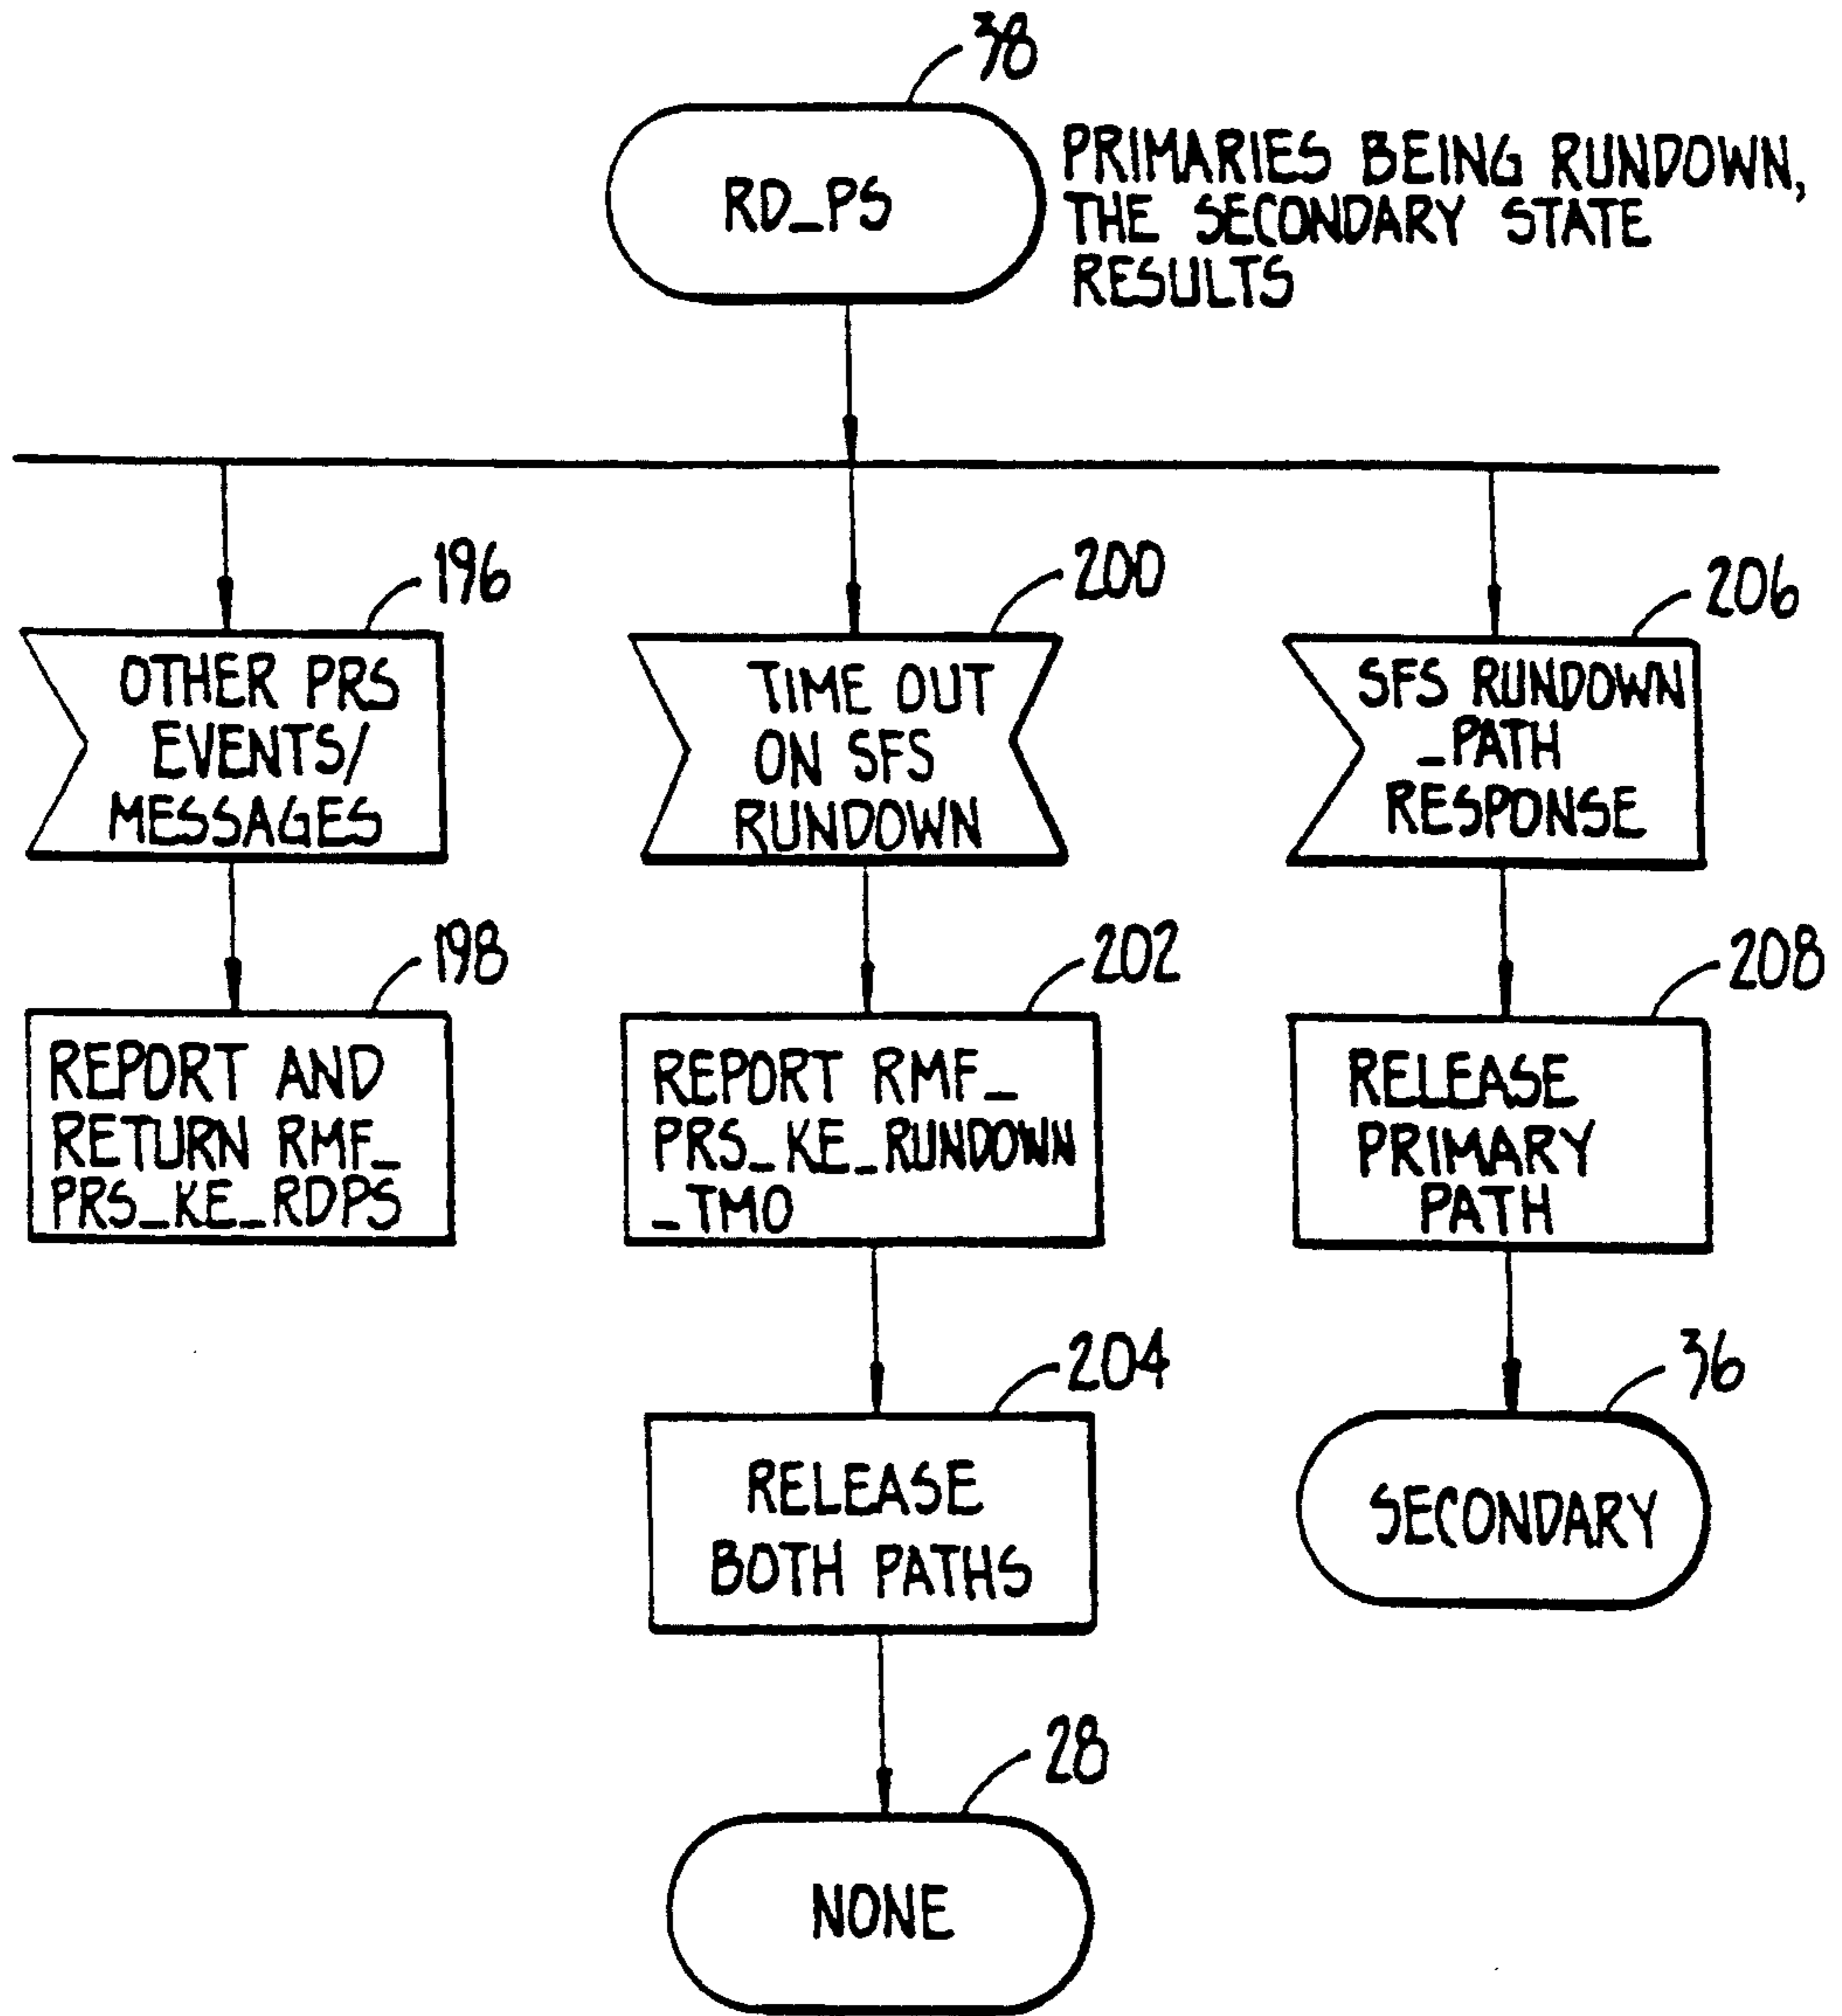 38
RD_PS
PRIMARIES BEING RUNDOWN,
THE SECONDARY STATE
RESULTS
196
OTHER PRS
EVENTS/
MESSAGES
200
TIME OUT
ON SFS
RUNDOWN
206
SFS RUNDOWN
_PATH
RESPONSE
198
REPORT AND
RETURN RMF_
PRS_KE_RDPS
202
REPORT RMF_
PRS_KE_RUNDOWN
_TMO
208
RELEASE
PRIMARY
PATH
204
RELEASE
BOTH PATHS
36
SECONDARY
28
NONE